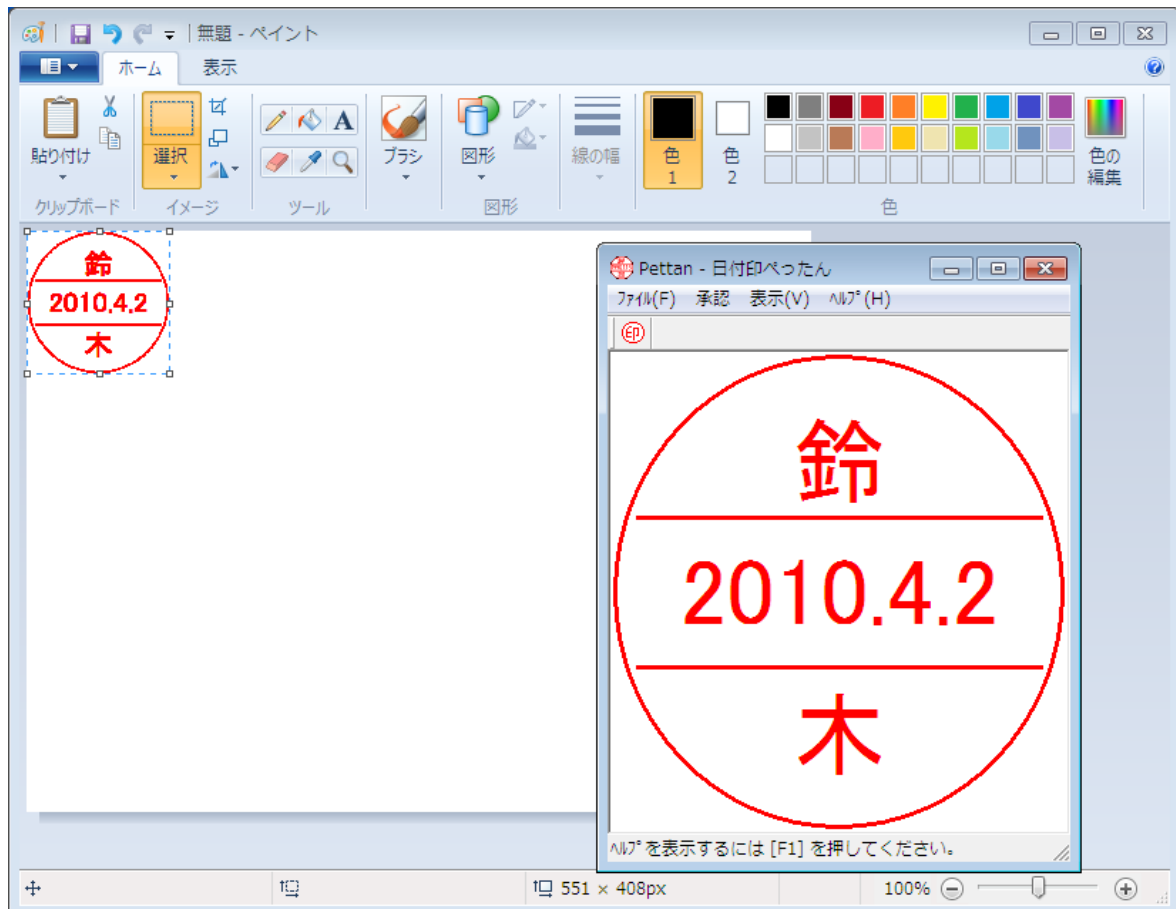 無題 - ペイント
ホーム
表示
貼り付け
選択
A
ブラシ
図形
線の幅
色
1
色
2
色の
編集
クリップボード
イメージ
ツール
図形
色
鈴
2010.4.2
木
Pettan - 日付印ぺったん
ﾌｧｲﾙ(F) 承認 表示(V) ﾍﾙﾌﾟ(H)
印
鈴
2010.4.2
木
ﾍﾙﾌﾟを表示するには [F1] を押してください。
551 × 408px
100%